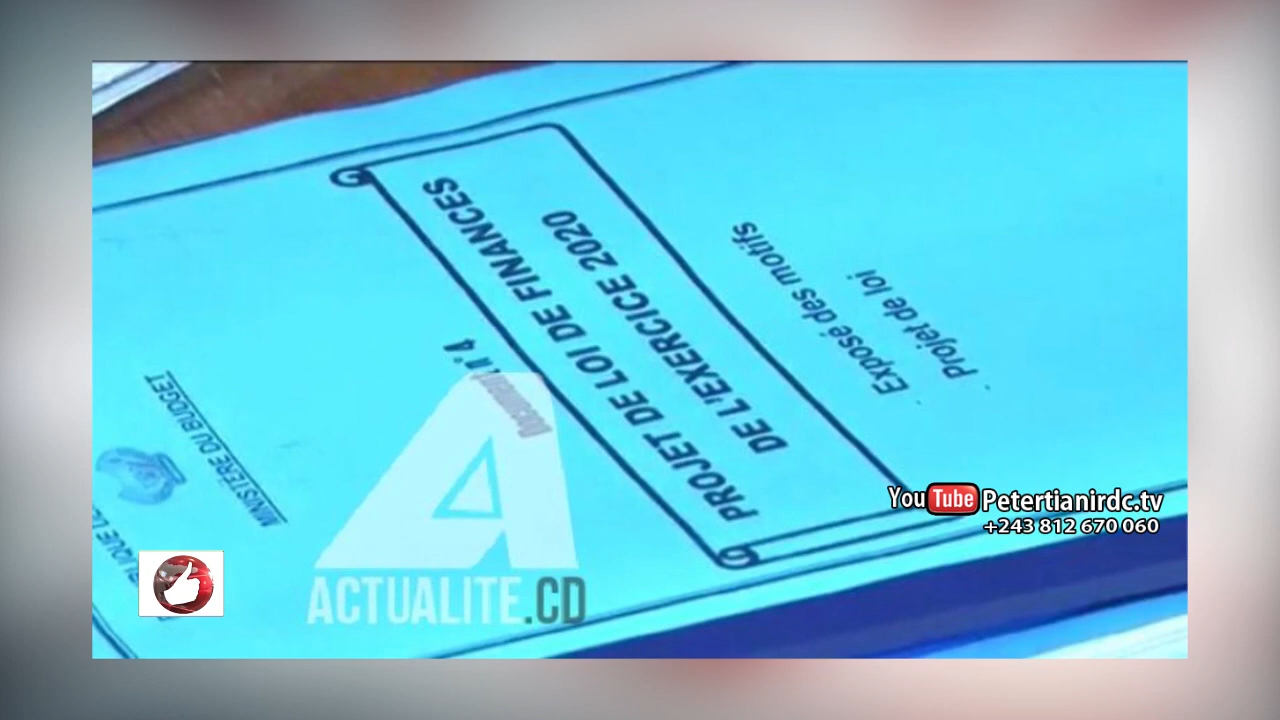 MINISTÈRE DU BUDGET
Document n°4
PROJET DE LOI DE FINANCES
DE L'EXERCICE 2020
Exposé des motifs
Projet de loi
ACTUALITE.CD
YouTube Petertianirdc.tv
+243 812 670 060